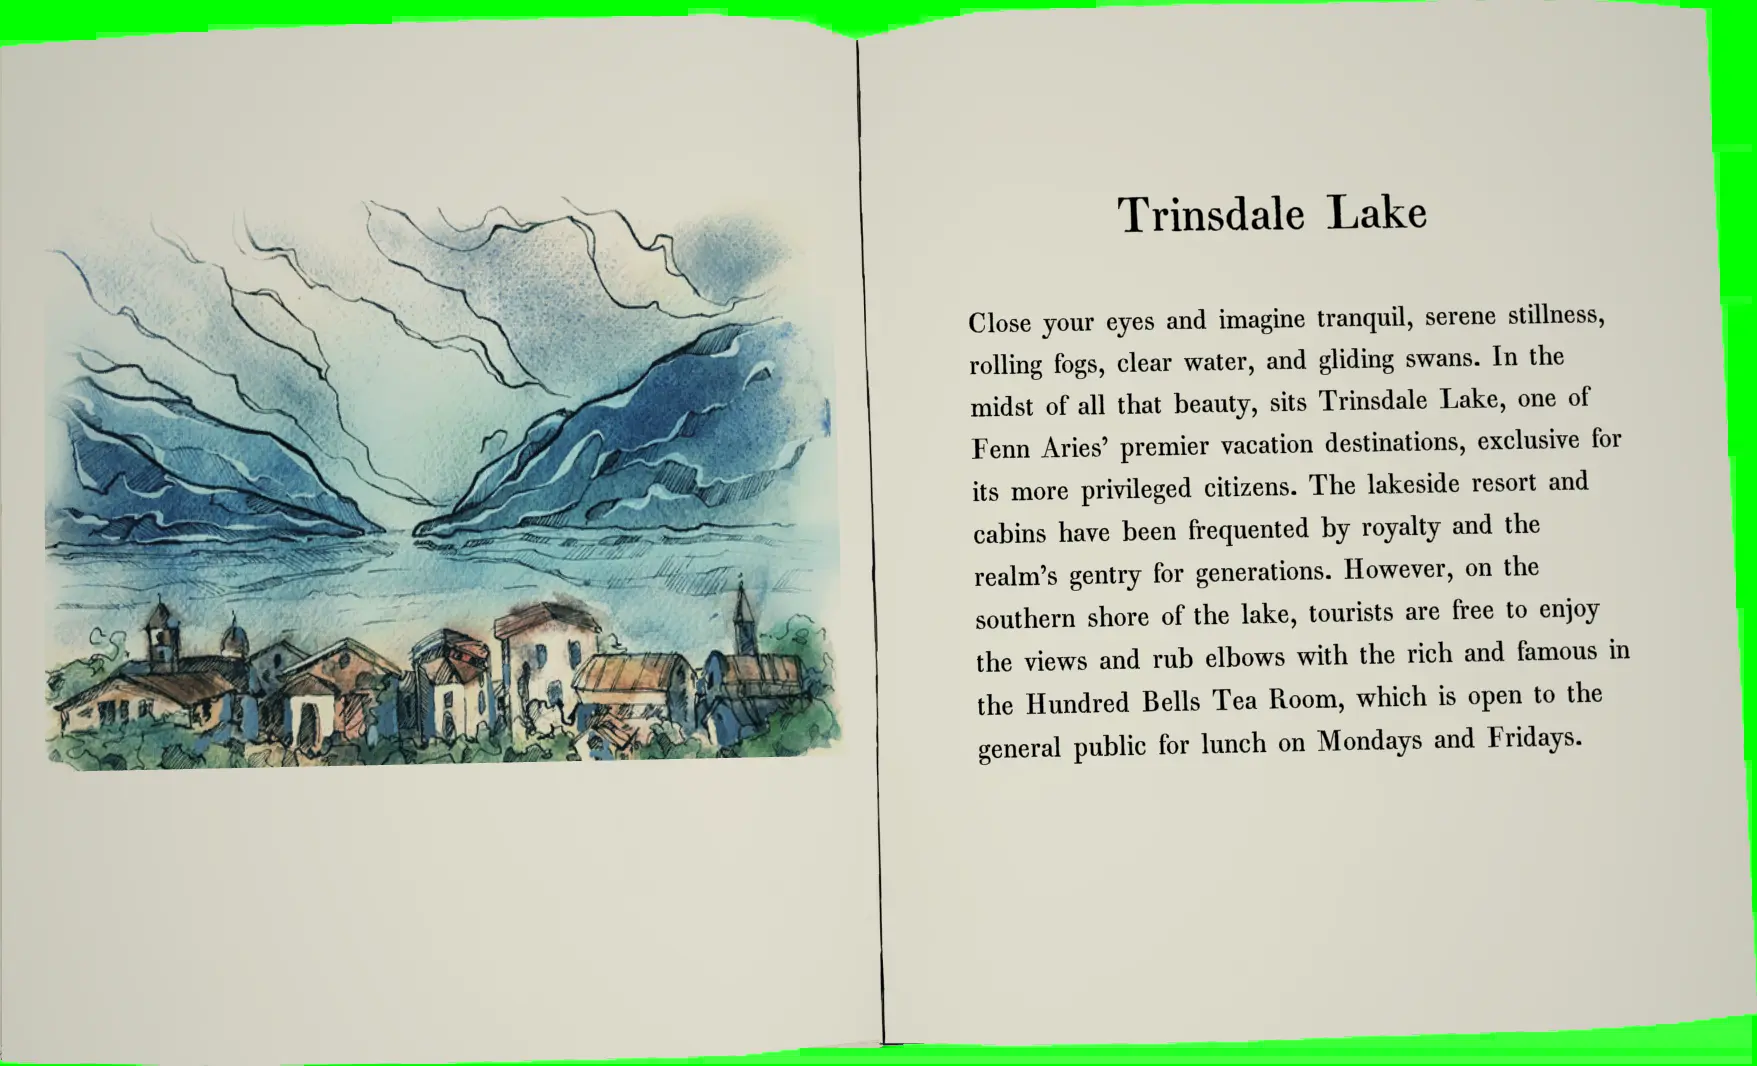 Trinsdale Lake
Close your eyes and imagine tranquil, serene stillness,
rolling fogs, clear water, and gliding swans. In the
midst of all that beauty, sits Trinsdale Lake, one of
Fenn Aries’ premier vacation destinations, exclusive for
its more privileged citizens. The lakeside resort and
cabins have been frequented by royalty and the
realm’s gentry for generations. However, on the
southern shore of the lake, tourists are free to enjoy
the views and rub elbows with the rich and famous in
the Hundred Bells Tea Room, which is open to the
general public for lunch on Mondays and Fridays.